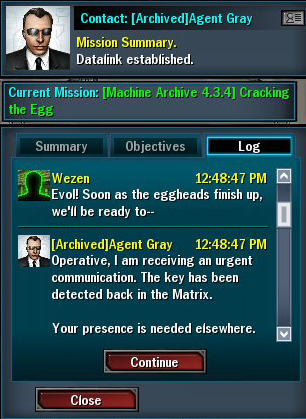 Contact: [Archived]Agent Gray
Mission Summary.
Datalink established.
Current Mission: [Machine Archive 4.3.4] Cracking
the Egg
Summary Objectives Log
Wezen 12:48:47 PM
Evol! Soon as the eggheads finish up,
we'll be ready to--
[Archived]Agent Gray 12:48:47 PM
Operative, I am receiving an urgent
communication. The key has been
detected back in the Matrix.
Your presence is needed elsewhere.
Continue
Close